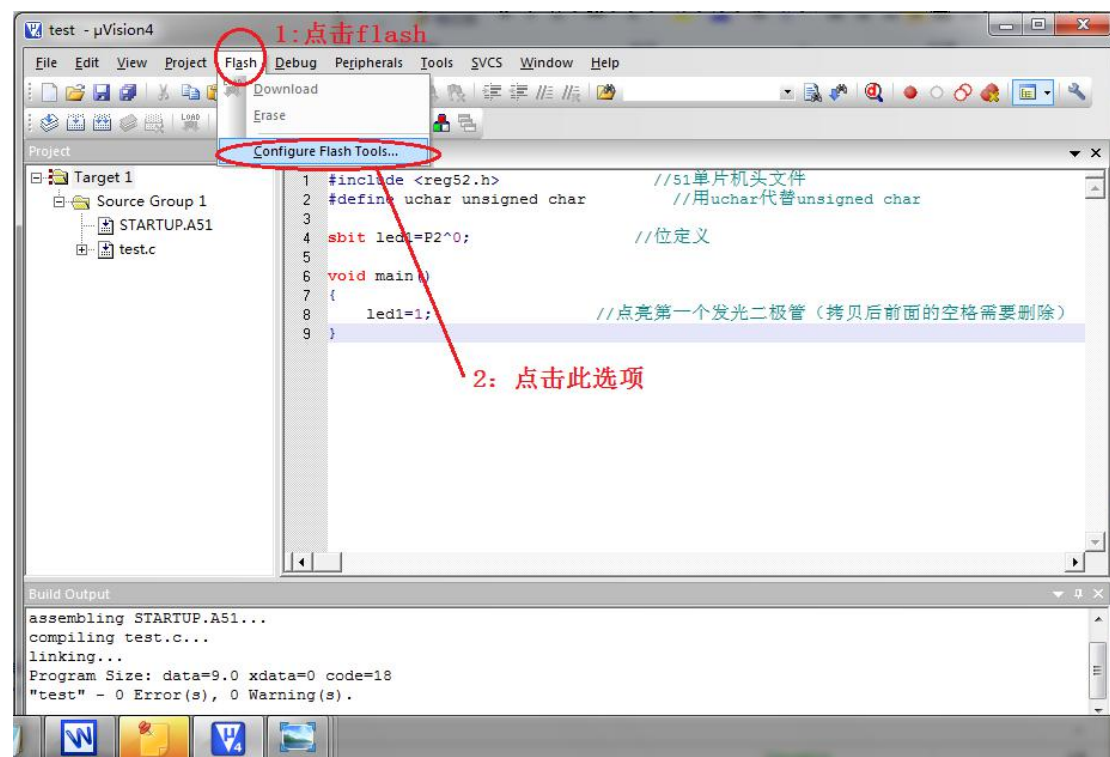 test - µVision4
1:点击flash
File Edit View Project Flash Debug Peripherals Tools SVCS Window Help
Download
Erase
LOAD
Configure Flash Tools...
Project
Target 1
Source Group 1
STARTUP.A51
test.c
1 #include <reg52.h> //51单片机头文件
2 #define uchar unsigned char //用uchar代替unsigned char
3
4 sbit led1=P2^0; //位定义
5
6 void main()
7 {
8 led1=1; //点亮第一个发光二极管（拷贝后前面的空格需要删除）
9 }
2：点击此选项
Build Output
assembling STARTUP.A51...
compiling test.c...
linking...
Program Size: data=9.0 xdata=0 code=18
"test" - 0 Error(s), 0 Warning(s).